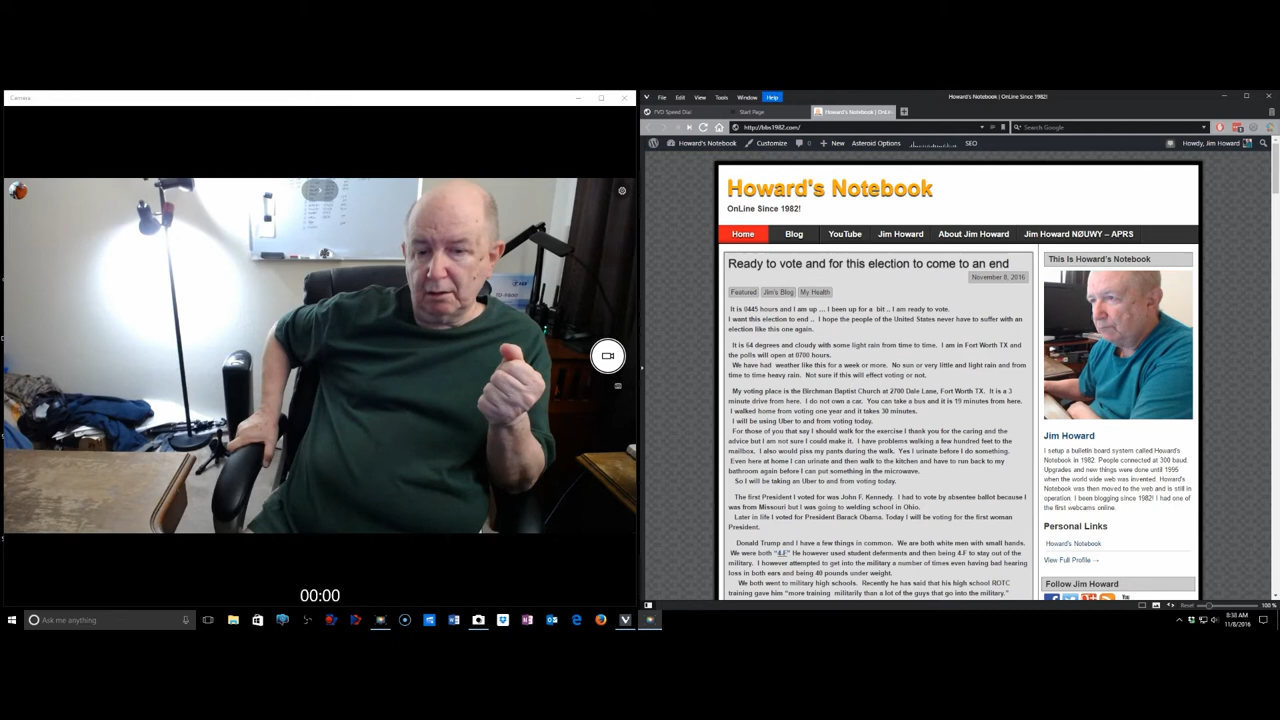 Camera
00:00
File Edit View Tools Window Help
Howard's Notebook | OnLine Since 1982!
FVD Speed Dial
Start Page
Howard's Notebook | OnLi
http://bbn1982.com/
Search Google
Howard's Notebook Customize 0 New Asteroid Options SEO
Howdy, Jim Howard
Howard's Notebook
OnLine Since 1982!
Home Blog YouTube Jim Howard About Jim Howard Jim Howard NØUWY – APRS
Ready to vote and for this election to come to an end
November 8, 2016
Featured Jim's Blog My Health
It is 0445 hours and I am up … I been up for a bit .. I am ready to vote.
I want this election to end .. I hope the people of the United States never have to suffer with an
election like this one again.
It is 64 degrees and cloudy with some light rain from time to time. I am in Fort Worth TX and
the polls will open at 0700 hours.
We have had weather like this for a week or more. No sun or very little and light rain and from
time to time heavy rain. Not sure if this will effect voting or not.
My voting place is the Birchman Baptist Church at 2700 Dale Lane, Fort Worth TX. It is a 3
minute drive from here. I do not own a car. You can take a bus and it is 19 minutes from here.
I walked home from voting one year and it takes 30 minutes.
I will be using Uber to and from voting today.
For those of you that say I should walk for the exercise I thank you for the caring and the
advice but I am not sure I could make it. I have problems walking a few hundred feet to the
mailbox. I also would piss my pants during the walk. Yes I urinate before I do something.
Even here at home I can urinate and then walk to the kitchen and have to run back to my
bathroom again before I can put something in the microwave.
So I will be taking an Uber to and from voting today.
The first President I voted for was John F. Kennedy. I had to vote by absentee ballot because I
was from Missouri but I was going to welding school in Ohio.
Later in life I voted for President Barack Obama. Today I will be voting for the first woman
President.
Donald Trump and I have a few things in common. We are both white men with small hands.
We were both "4-F" He however used student deferments and then being 4-F to stay out of the
military. I however attempted to get into the military a number of times even having bad hearing
loss in both ears and being 40 pounds under weight.
We both went to military high schools. Recently he has said that his high school ROTC
training gave him "more training militarily than a lot of the guys that go into the military."
This Is Howard's Notebook
Jim Howard
I setup a bulletin board system called Howard's
Notebook in 1982. People connected at 300 baud
Upgrades and new things were done until 1995
when the world wide web was invented. Howard's
Notebook was then moved to the web and is still in
operation. I been blogging since 1982! I had one of
the first webcams online.
Personal Links
Howard's Notebook
View Full Profile →
Follow Jim Howard
You
Reset 100 %
Ask me anything
8:38 AM
11/8/2016